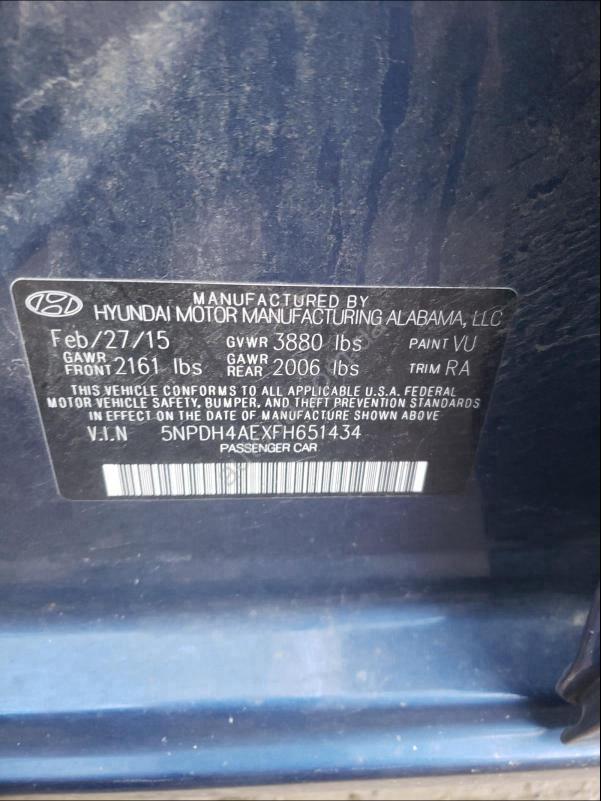 MANUFACTURED BY
HYUNDAI MOTOR MANUFACTURING ALABAMA, LLC
Feb/27/15 GVWR 3880 lbs PAINT VU
GAWR FRONT 2161 lbs GAWR REAR 2006 lbs TRIM RA
THIS VEHICLE CONFORMS TO ALL APPLICABLE U.S.A. FEDERAL
MOTOR VEHICLE SAFETY, BUMPER, AND THEFT PREVENTION STANDARDS
IN EFFECT ON THE DATE OF MANUFACTURE SHOWN ABOVE
V.I.N 5NPDH4AEXFH651434
PASSENGER CAR